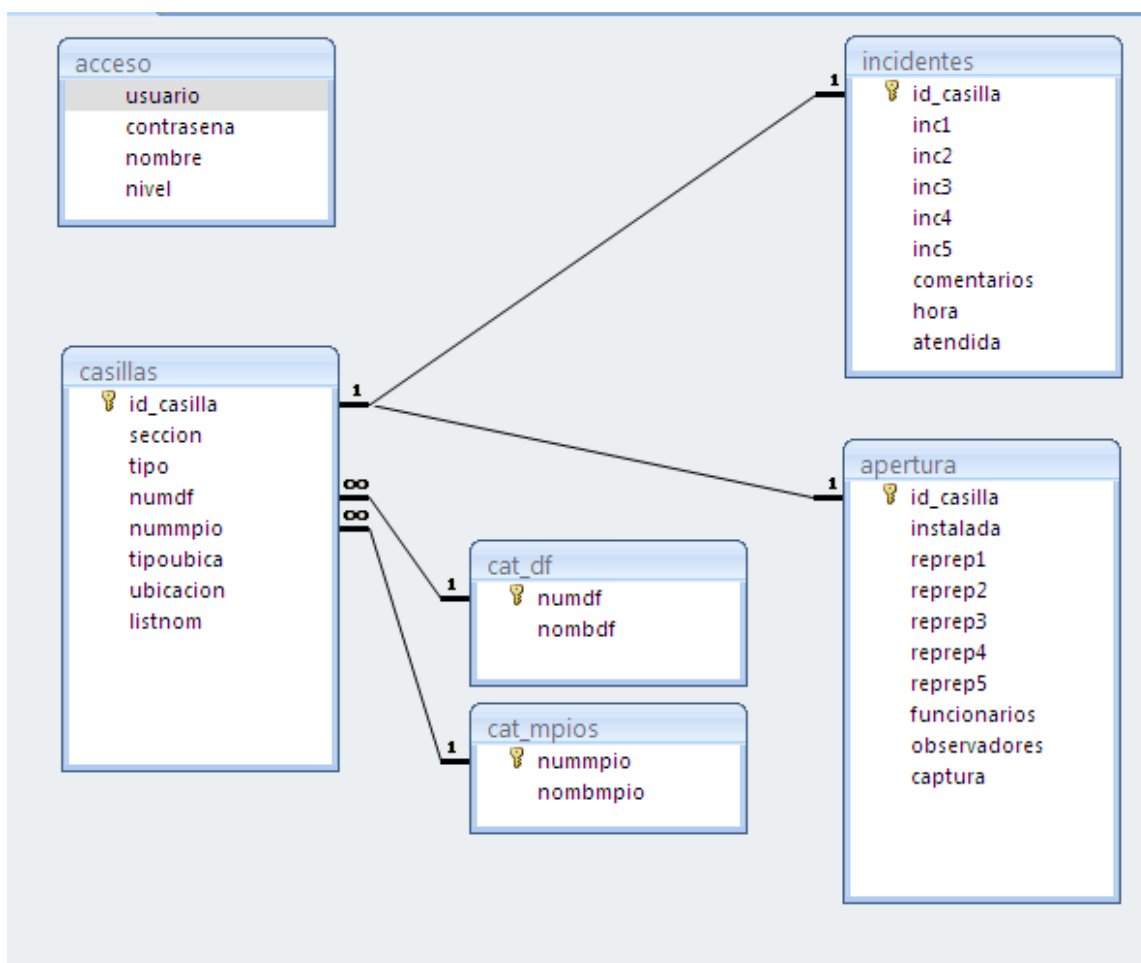 acceso
usuario
contrasena
nombre
nivel
incidentes
1
id_casilla
inc1
inc2
inc3
inc4
inc5
comentarios
hora
atendida
casillas
1
id_casilla
seccion
tipo
∞
numdf
∞
nummpio
tipoubica
ubicacion
listnom
apertura
1
id_casilla
instalada
reprep1
reprep2
reprep3
reprep4
reprep5
funcionarios
observadores
captura
cat_df
1
numdf
nombdf
cat_mpios
1
nummpio
nombmpio